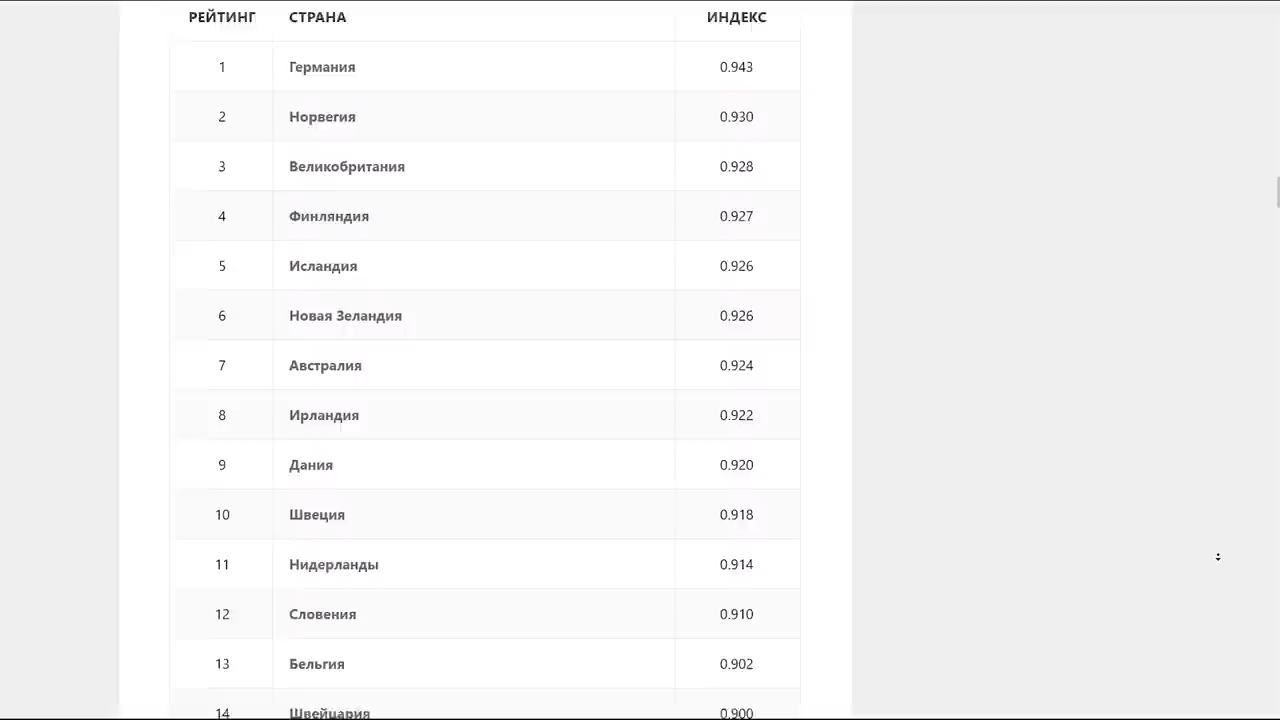 РЕЙТИНГ СТРАНА ИНДЕКС
1 Германия 0.943
2 Норвегия 0.930
3 Великобритания 0.928
4 Финляндия 0.927
5 Исландия 0.926
6 Новая Зеландия 0.926
7 Австралия 0.924
8 Ирландия 0.922
9 Дания 0.920
10 Швеция 0.918
11 Нидерланды 0.914
12 Словения 0.910
13 Бельгия 0.902
14 Швейцария 0.900